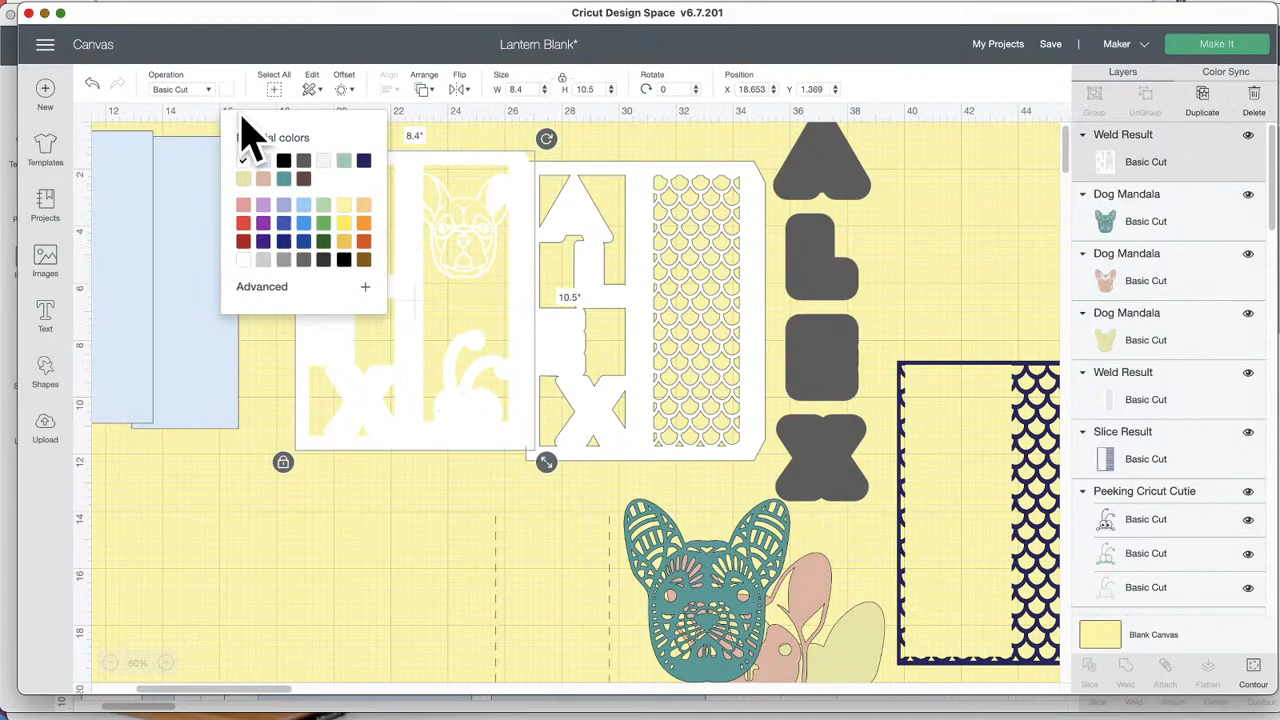 Cricut Design Space v6.7.201
Canvas
Lantern Blank*
My Projects
Save
|
Maker
Make It
Operation
Basic Cut
Select All
Edit
Offset
Align
Arrange
Flip
Size
W 8.4
H 10.5
Rotate
0
Position
X 18.653
Y 1.369
Layers
Color Sync
Group
UnGroup
Duplicate
Delete
New
Templates
Projects
Images
Text
Shapes
Upload
12 14 16 18 22 24 26 28 30 32 34 36 38 40 42 44
2
4
6
8
10
12
14
16
18
20
colors
Advanced
8.4"
10.5"
50%
Weld Result
Basic Cut
Dog Mandala
Basic Cut
Dog Mandala
Basic Cut
Dog Mandala
Basic Cut
Weld Result
Basic Cut
Slice Result
Basic Cut
Peeking Cricut Cutie
Basic Cut
Basic Cut
Basic Cut
Blank Canvas
Slice
Weld
Attach
Flatten
Contour